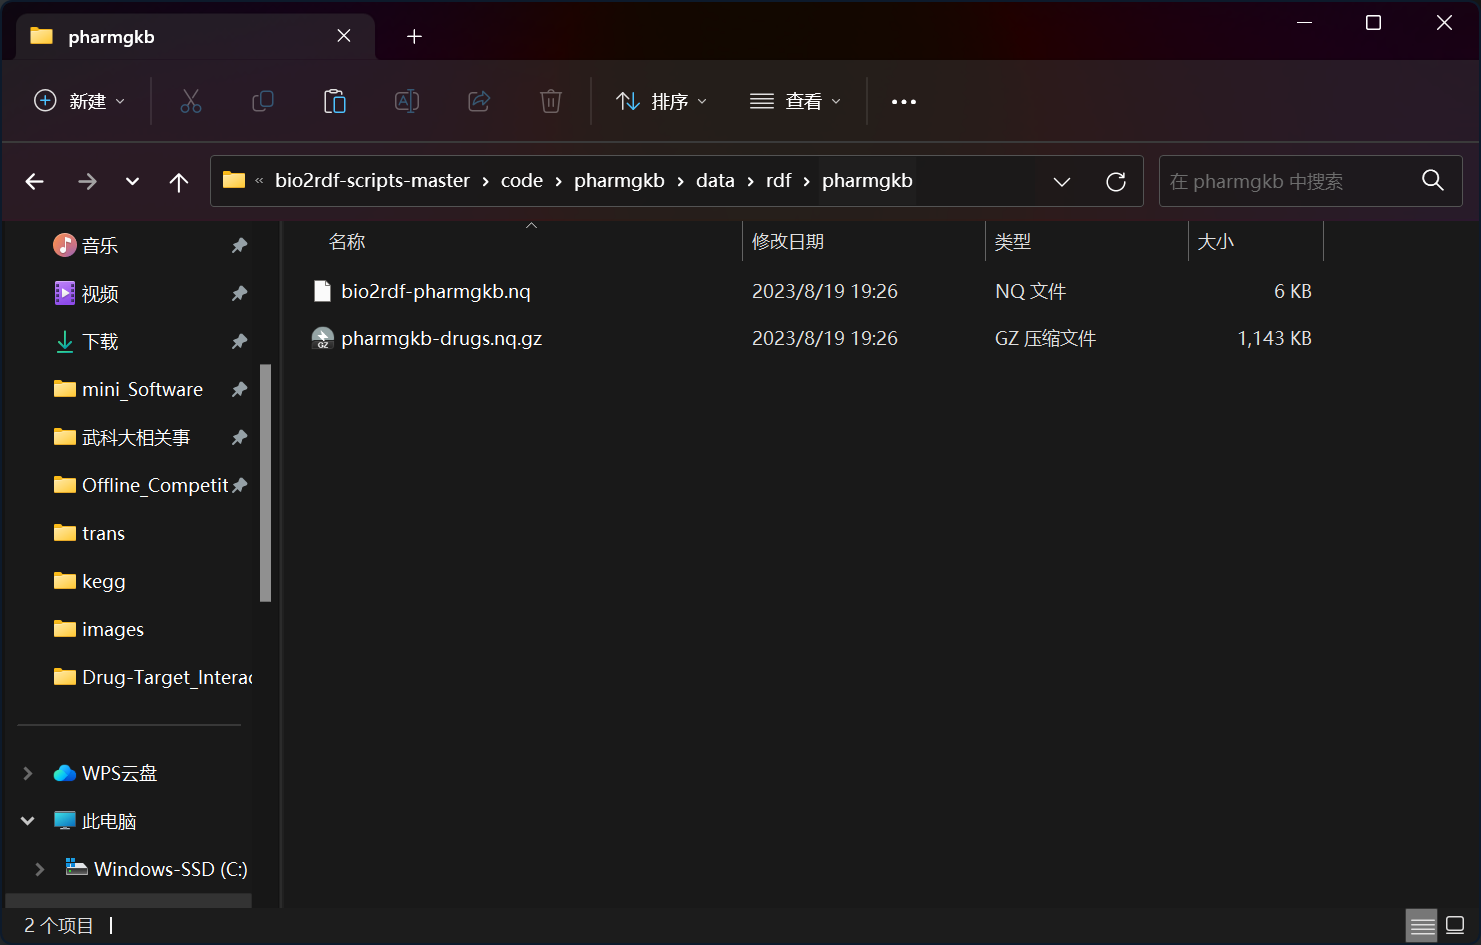 pharmgkb
新建
排序
查看
« bio2rdf-scripts-master › code › pharmgkb › data › rdf › pharmgkb
在 pharmgkb 中搜索
音乐
视频
下载
mini_Software
武科大相关事
Offline_Competit
trans
kegg
images
Drug-Target_Interac
WPS云盘
此电脑
Windows-SSD (C:)
名称 修改日期 类型 大小
bio2rdf-pharmgkb.nq 2023/8/19 19:26 NQ 文件 6 KB
GZ pharmgkb-drugs.nq.gz 2023/8/19 19:26 GZ 压缩文件 1,143 KB
2 个项目